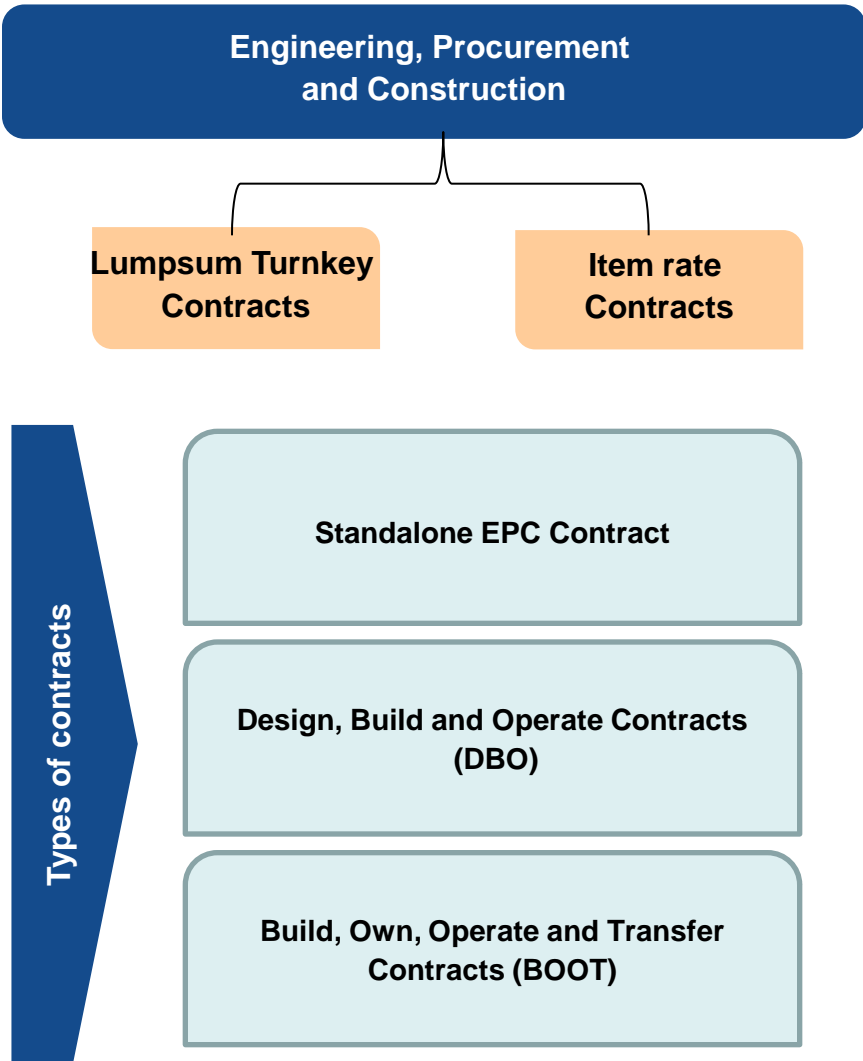 Engineering, Procurement
and Construction
Lumpsum Turnkey
Contracts
Item rate
Contracts
Types of contracts
Standalone EPC Contract
Design, Build and Operate Contracts
(DBO)
Build, Own, Operate and Transfer
Contracts (BOOT)